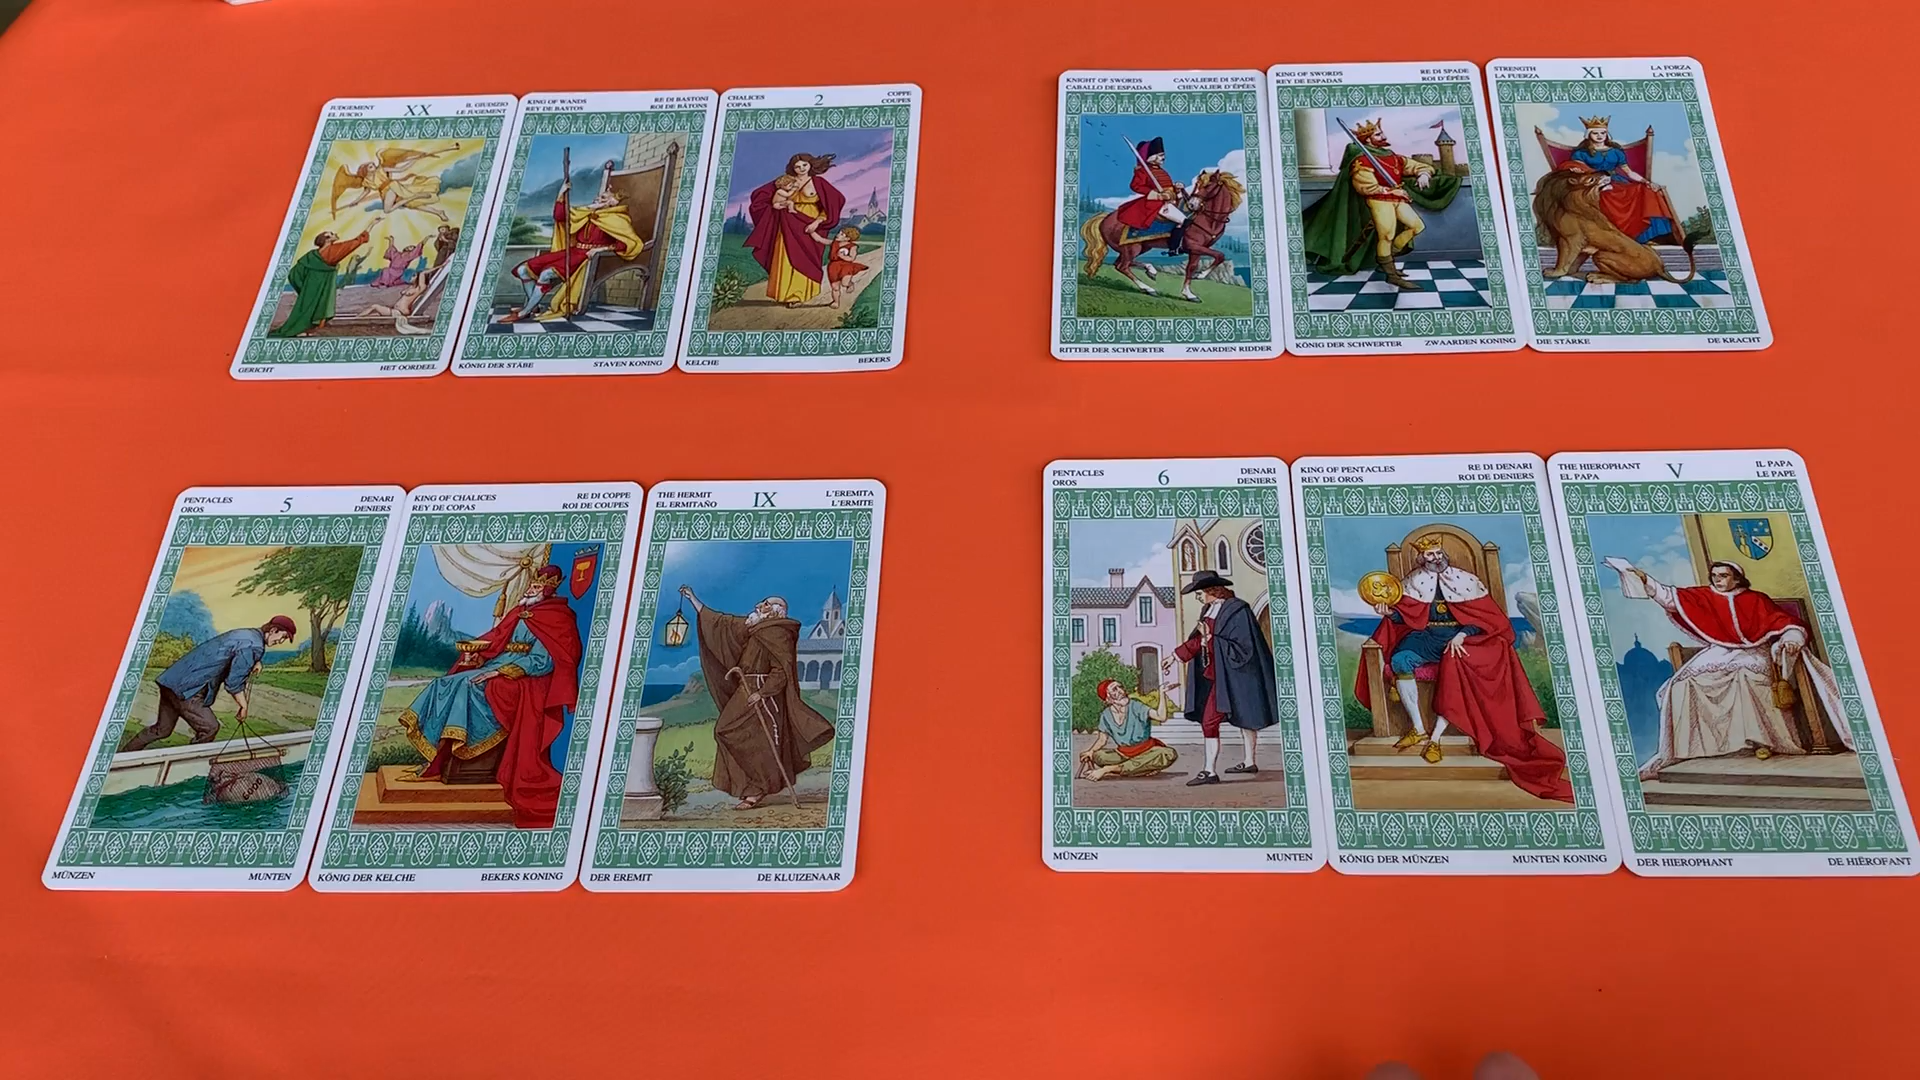 JUDGEMENT XX IL GIUDIZIO
EL JUICIO LE JUGEMENT
GERICHT HET OORDEEL
KING OF WANDS RE DI BASTONI
REY DE BASTOS ROI DE BÂTONS
KÖNIG DER STÄBE STAVEN KONING
CHALICES 2 COPPE
COPAS COUPES
KELCHE BEKERS
KNIGHT OF SWORDS CAVALIERE DI SPADE
CABALLO DE ESPADAS CHEVALIER D'ÉPÉES
RITTER DER SCHWERTER ZWAARDEN RIDDER
KING OF SWORDS RE DI SPADE
REY DE ESPADAS ROI D'ÉPÉES
KÖNIG DER SCHWERTER ZWAARDEN KONING
STRENGTH XI LA FORZA
LA FUERZA LA FORCE
DIE STÄRKE DE KRACHT
PENTACLES 5 DENARI
OROS DENIERS
GOOD
MÜNZEN MUNTEN
KING OF CHALICES RE DI COPPE
REY DE COPAS ROI DE COUPES
KÖNIG DER KELCHE BEKERS KONING
THE HERMIT IX L'EREMITA
EL ERMITAÑO L'ERMITE
DER EREMIT DE KLUIZENAAR
PENTACLES 6 DENARI
OROS DENIERS
MÜNZEN MUNTEN
KING OF PENTACLES RE DI DENARI
REY DE OROS ROI DE DENIERS
KÖNIG DER MÜNZEN MUNTEN KONING
THE HIEROPHANT V IL PAPA
EL PAPA LE PAPE
DER HIEROPHANT DE HIËROFANT